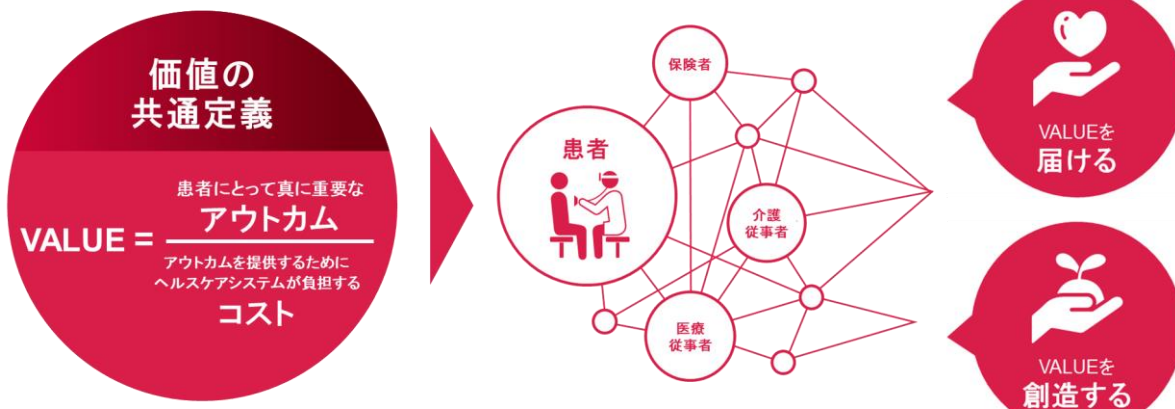 価値の
共通定義
VALUE =
患者にとって真に重要な
アウトカム
アウトカムを提供するために
ヘルスケアシステムが負担する
コスト
保険者
患者
介護
従事者
医療
従事者
VALUEを
届ける
VALUEを
創造する